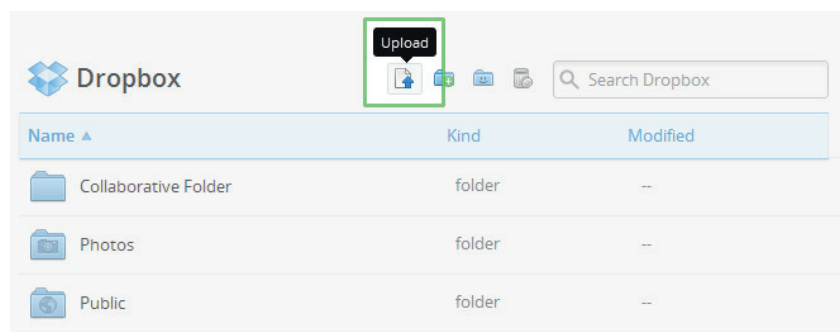 Upload
Dropbox
Search Dropbox
Name Kind Modified
Collaborative Folder folder --
Photos folder --
Public folder --